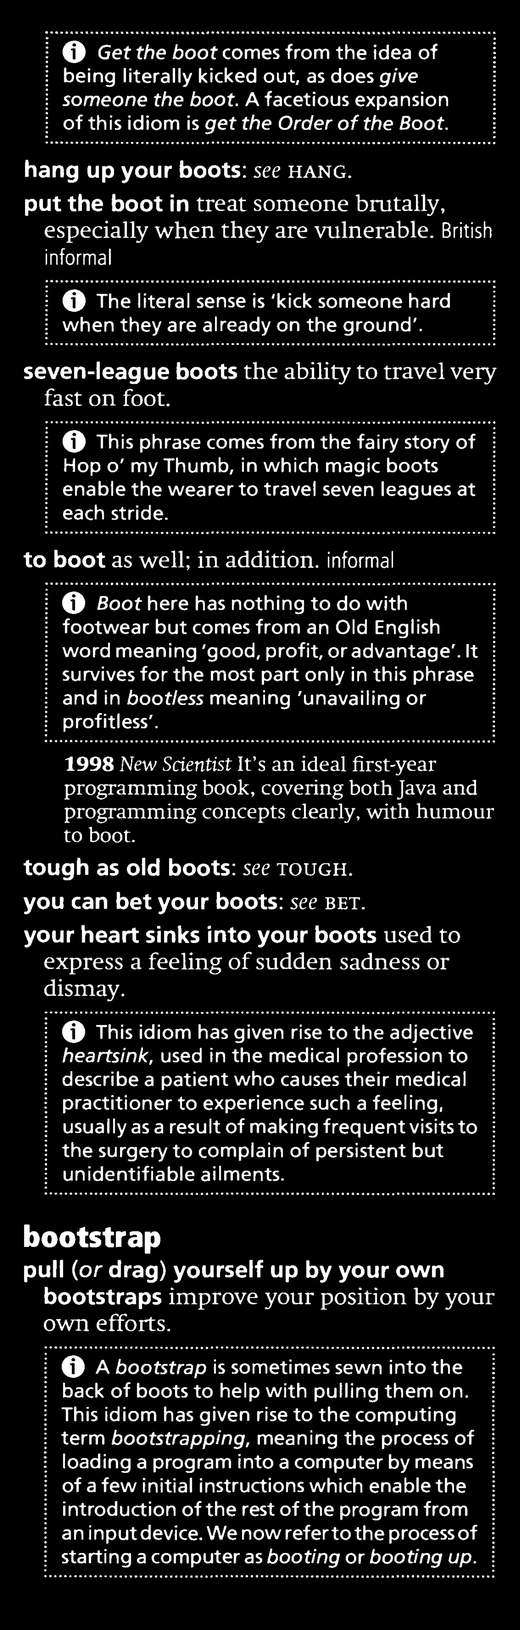 ⓘ Get the boot comes from the idea of
being literally kicked out, as does give
someone the boot. A facetious expansion
of this idiom is get the Order of the Boot.
hang up your boots: see HANG.
put the boot in treat someone brutally,
especially when they are vulnerable. British
informal
ⓘ The literal sense is 'kick someone hard
when they are already on the ground'.
seven-league boots the ability to travel very
fast on foot.
ⓘ This phrase comes from the fairy story of
Hop o' my Thumb, in which magic boots
enable the wearer to travel seven leagues at
each stride.
to boot as well; in addition. informal
ⓘ Boot here has nothing to do with
footwear but comes from an Old English
word meaning 'good, profit, or advantage'. It
survives for the most part only in this phrase
and in bootless meaning 'unavailing or
profitless'.
1998 New Scientist It's an ideal first-year
programming book, covering both Java and
programming concepts clearly, with humour
to boot.
tough as old boots: see TOUGH.
you can bet your boots: see BET.
your heart sinks into your boots used to
express a feeling of sudden sadness or
dismay.
ⓘ This idiom has given rise to the adjective
heartsink, used in the medical profession to
describe a patient who causes their medical
practitioner to experience such a feeling,
usually as a result of making frequent visits to
the surgery to complain of persistent but
unidentifiable ailments.
bootstrap
pull (or drag) yourself up by your own
bootstraps improve your position by your
own efforts.
ⓘ A bootstrap is sometimes sewn into the
back of boots to help with pulling them on.
This idiom has given rise to the computing
term bootstrapping, meaning the process of
loading a program into a computer by means
of a few initial instructions which enable the
introduction of the rest of the program from
an input device. We now refer to the process of
starting a computer as booting or booting up.